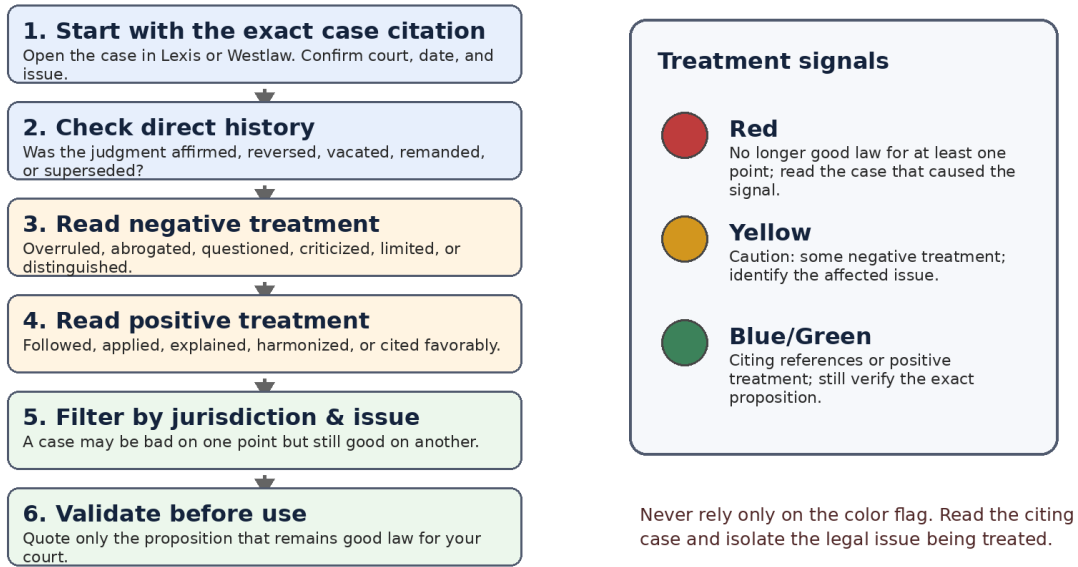 1. Start with the exact case citation
Open the case in Lexis or Westlaw. Confirm court, date, and
issue.
2. Check direct history
Was the judgment affirmed, reversed, vacated, remanded,
or superseded?
3. Read negative treatment
Overruled, abrogated, questioned, criticized, limited, or
distinguished.
4. Read positive treatment
Followed, applied, explained, harmonized, or cited favorably.
5. Filter by jurisdiction & issue
A case may be bad on one point but still good on another.
6. Validate before use
Quote only the proposition that remains good law for your
court.
Treatment signals
Red
No longer good law for at least one
point; read the case that caused the
signal.
Yellow
Caution: some negative treatment;
identify the affected issue.
Blue/Green
Citing references or positive
treatment; still verify the exact
proposition.
Never rely only on the color flag. Read the citing
case and isolate the legal issue being treated.